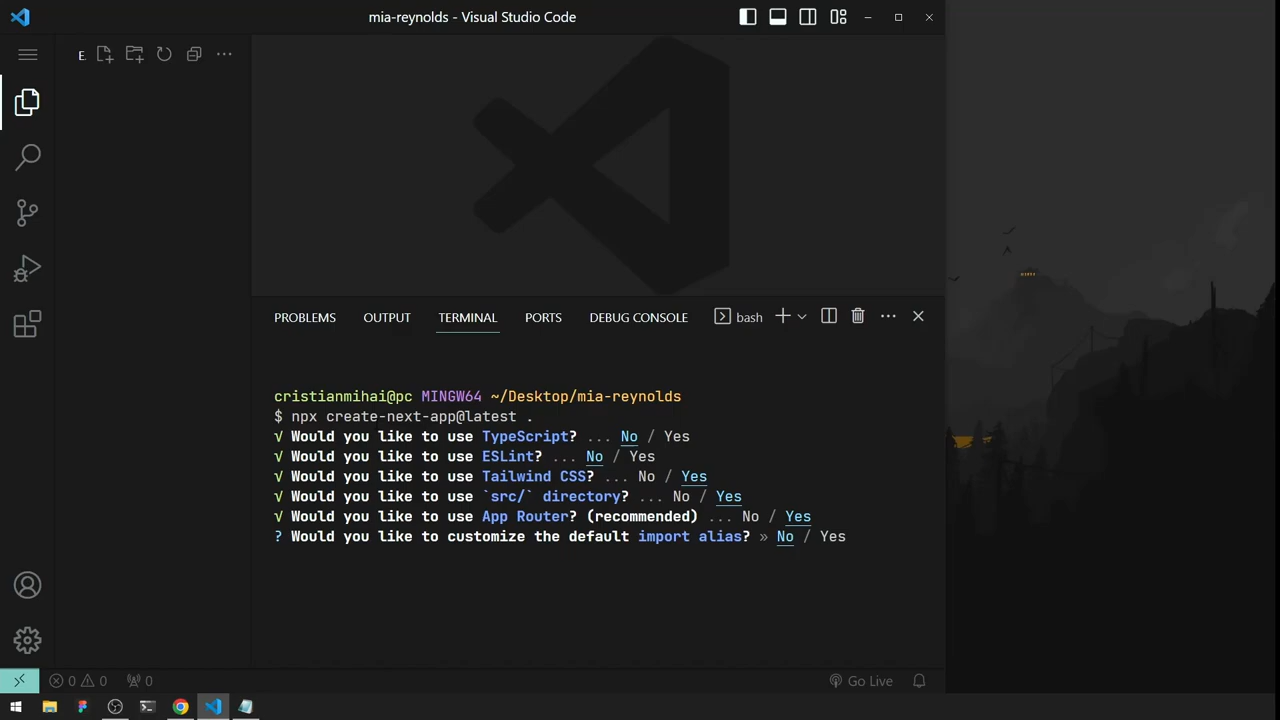 mia-reynolds - Visual Studio Code
E.
PROBLEMS OUTPUT TERMINAL PORTS DEBUG CONSOLE bash
cristianmihai@pc MINGW64 ~/Desktop/mia-reynolds
$ npx create-next-app@latest .
√ Would you like to use TypeScript? ... No / Yes
√ Would you like to use ESLint? ... No / Yes
√ Would you like to use Tailwind CSS? ... No / Yes
√ Would you like to use `src/` directory? ... No / Yes
√ Would you like to use App Router? (recommended) ... No / Yes
? Would you like to customize the default import alias? » No / Yes
0 0 0 Go Live